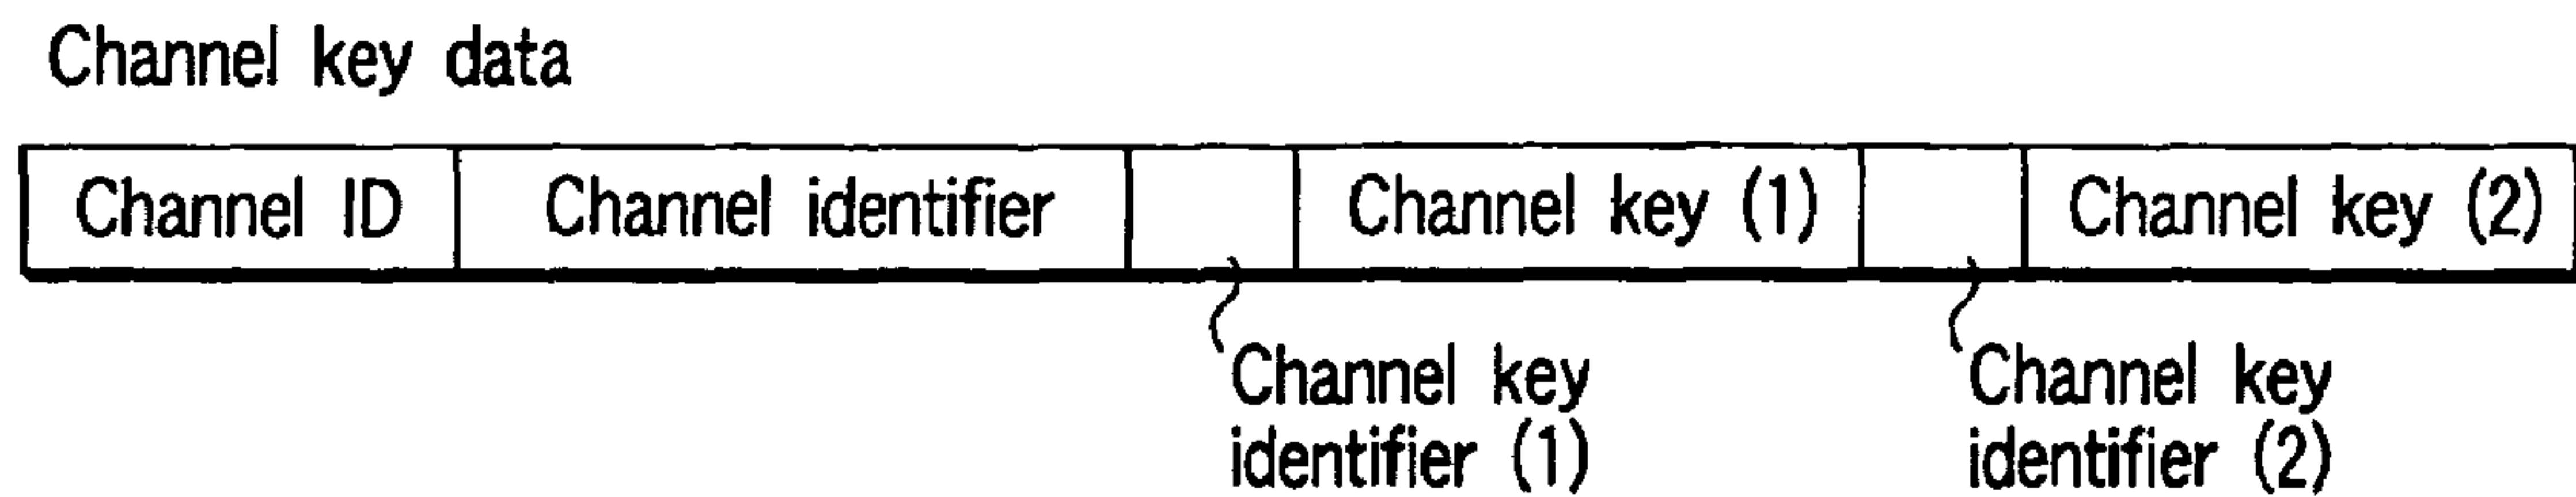 Channel key data
Channel ID
Channel identifier
Channel key (1)
Channel key (2)
Channel key
identifier (1)
Channel key
identifier (2)